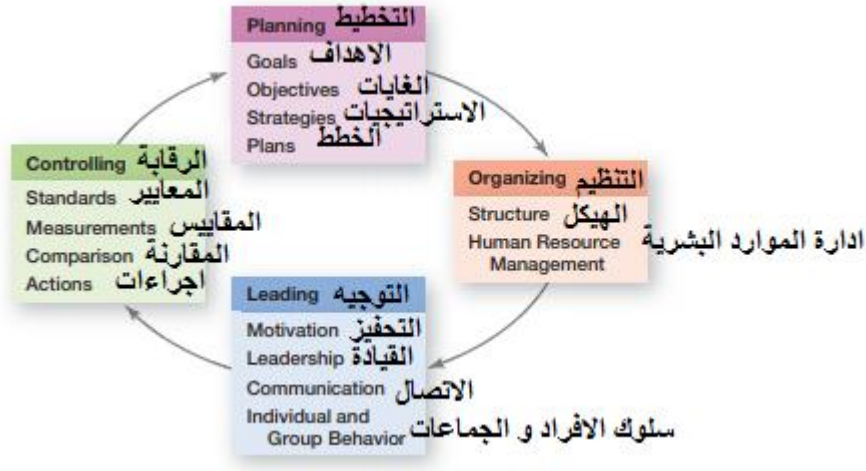 Planning التخطيط
Goals الاهداف
Objectives الغايات
Strategies الاستراتيجيات
Plans الخطط
Organizing التنظيم
Structure الهيكل
Human Resource
Management ادارة الموارد البشرية
Leading التوجيه
Motivation التحفيز
Leadership القيادة
Communication الاتصال
Individual and
Group Behavior سلوك الافراد و الجماعات
Controlling الرقابة
Standards المعايير
Measurements المقاييس
Comparison المقارنة
Actions اجراءات